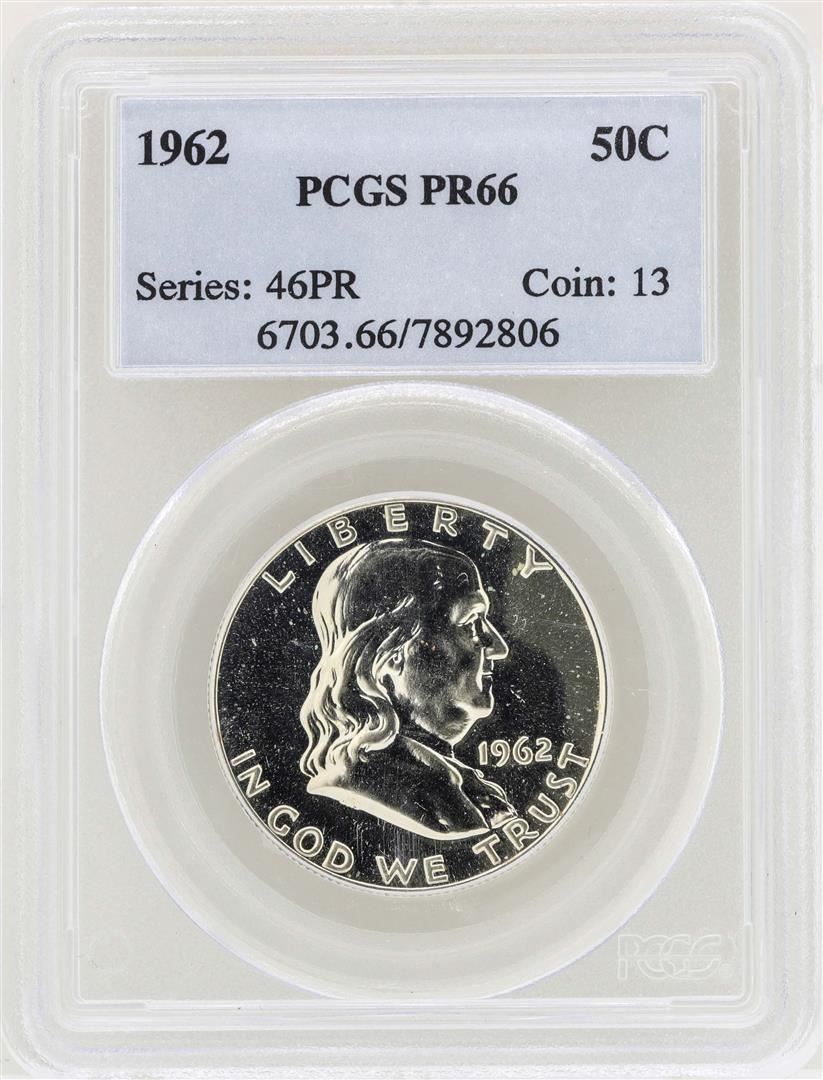 1962 50C
PCGS PR66
Series: 46PR Coin: 13
6703.66/7892806
LIBERTY
1962
IN GOD WE TRUST
PCGS